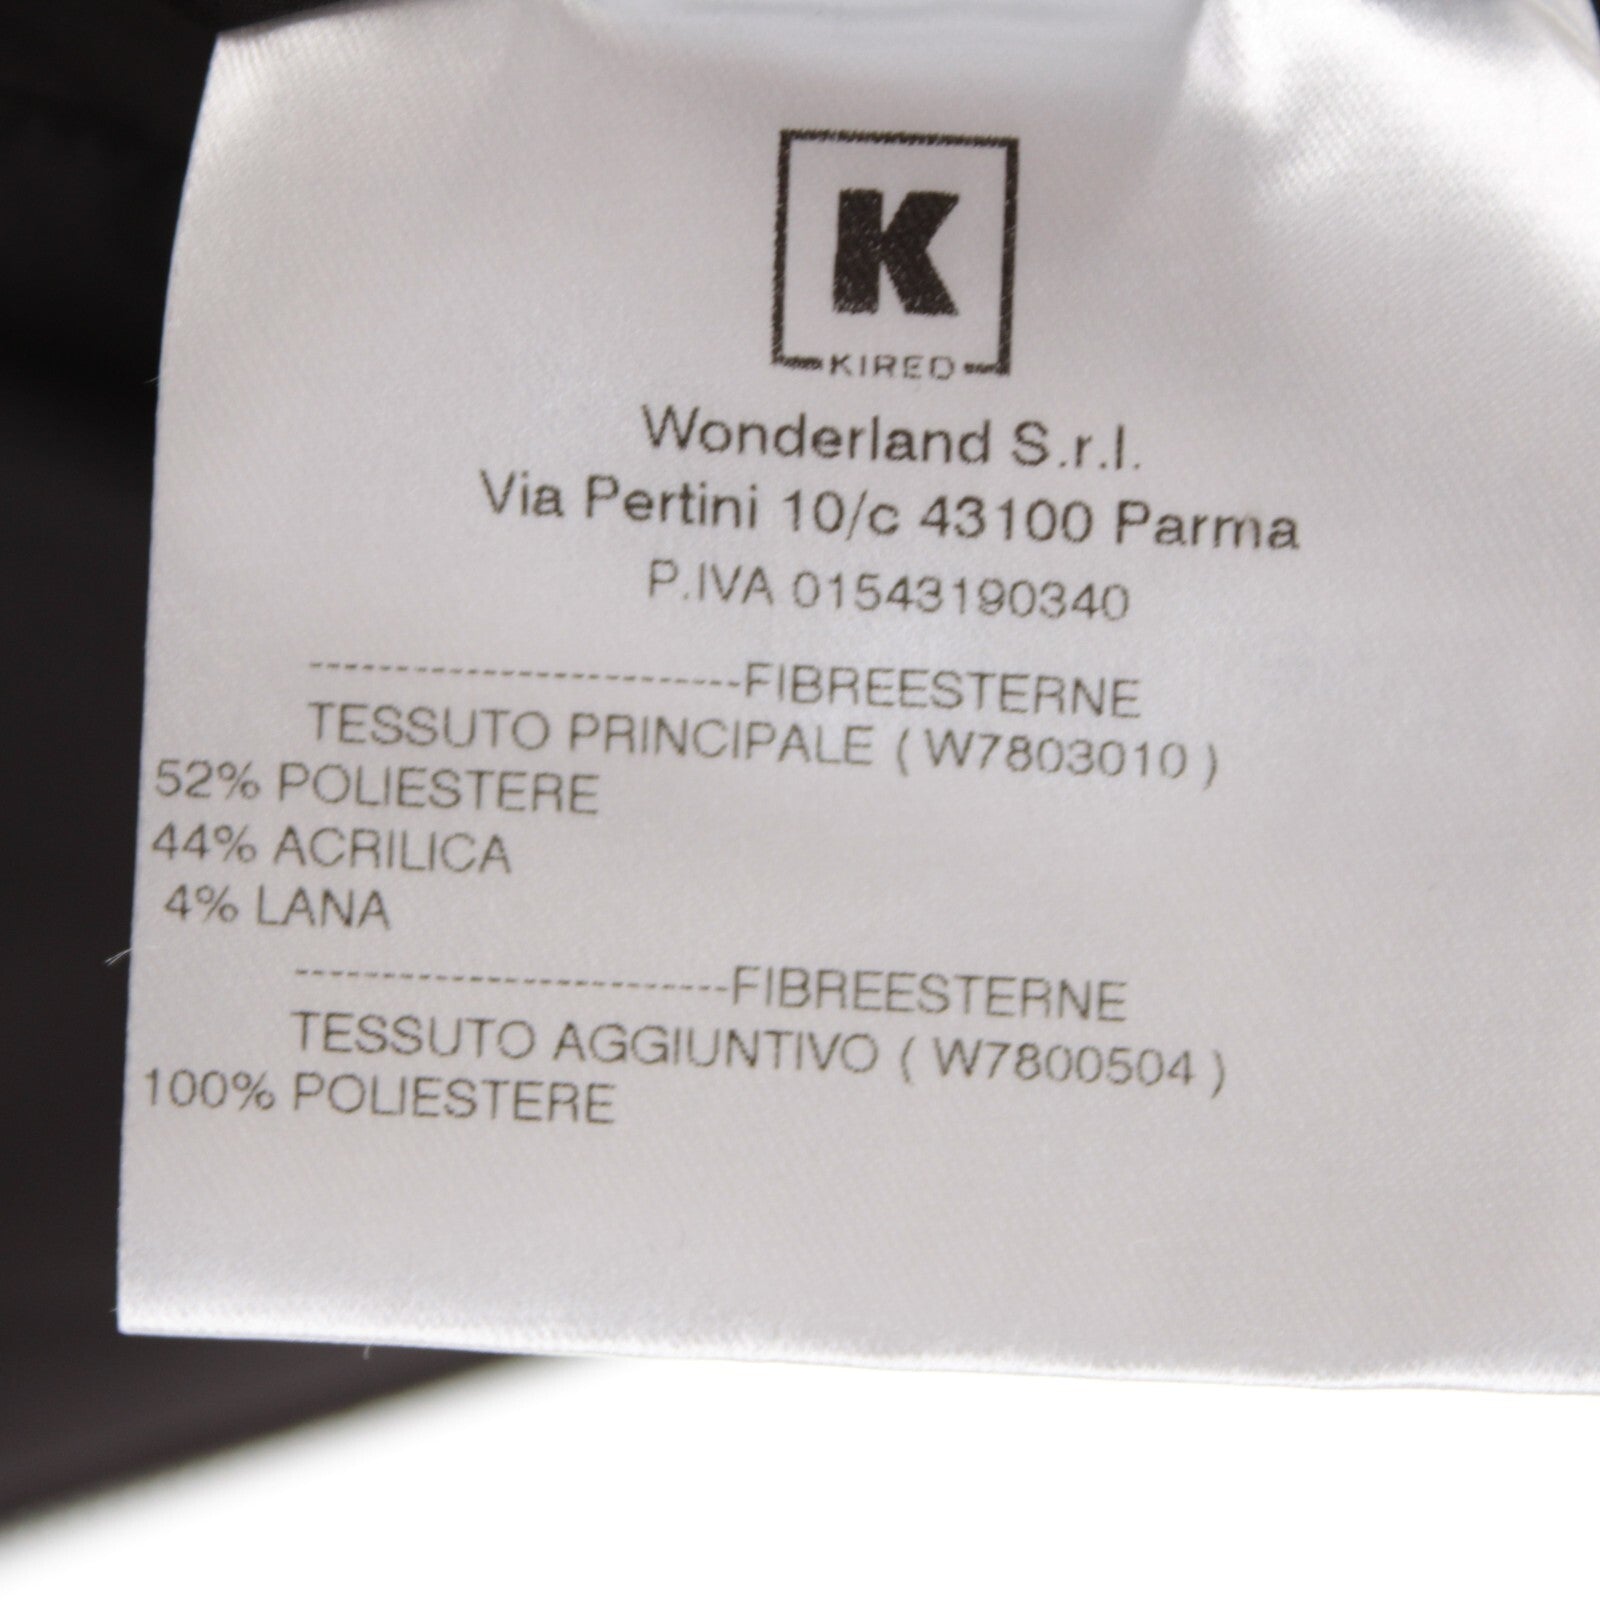 K
KIRED
Wonderland S.r.l.
Via Pertini 10/c 43100 Parma
P.IVA 01543190340
------------------------FIBREESTERNE
TESSUTO PRINCIPALE ( W7803010 )
52% POLIESTERE
44% ACRILICA
4% LANA
------------------------FIBREESTERNE
TESSUTO AGGIUNTIVO ( W7800504 )
100% POLIESTERE